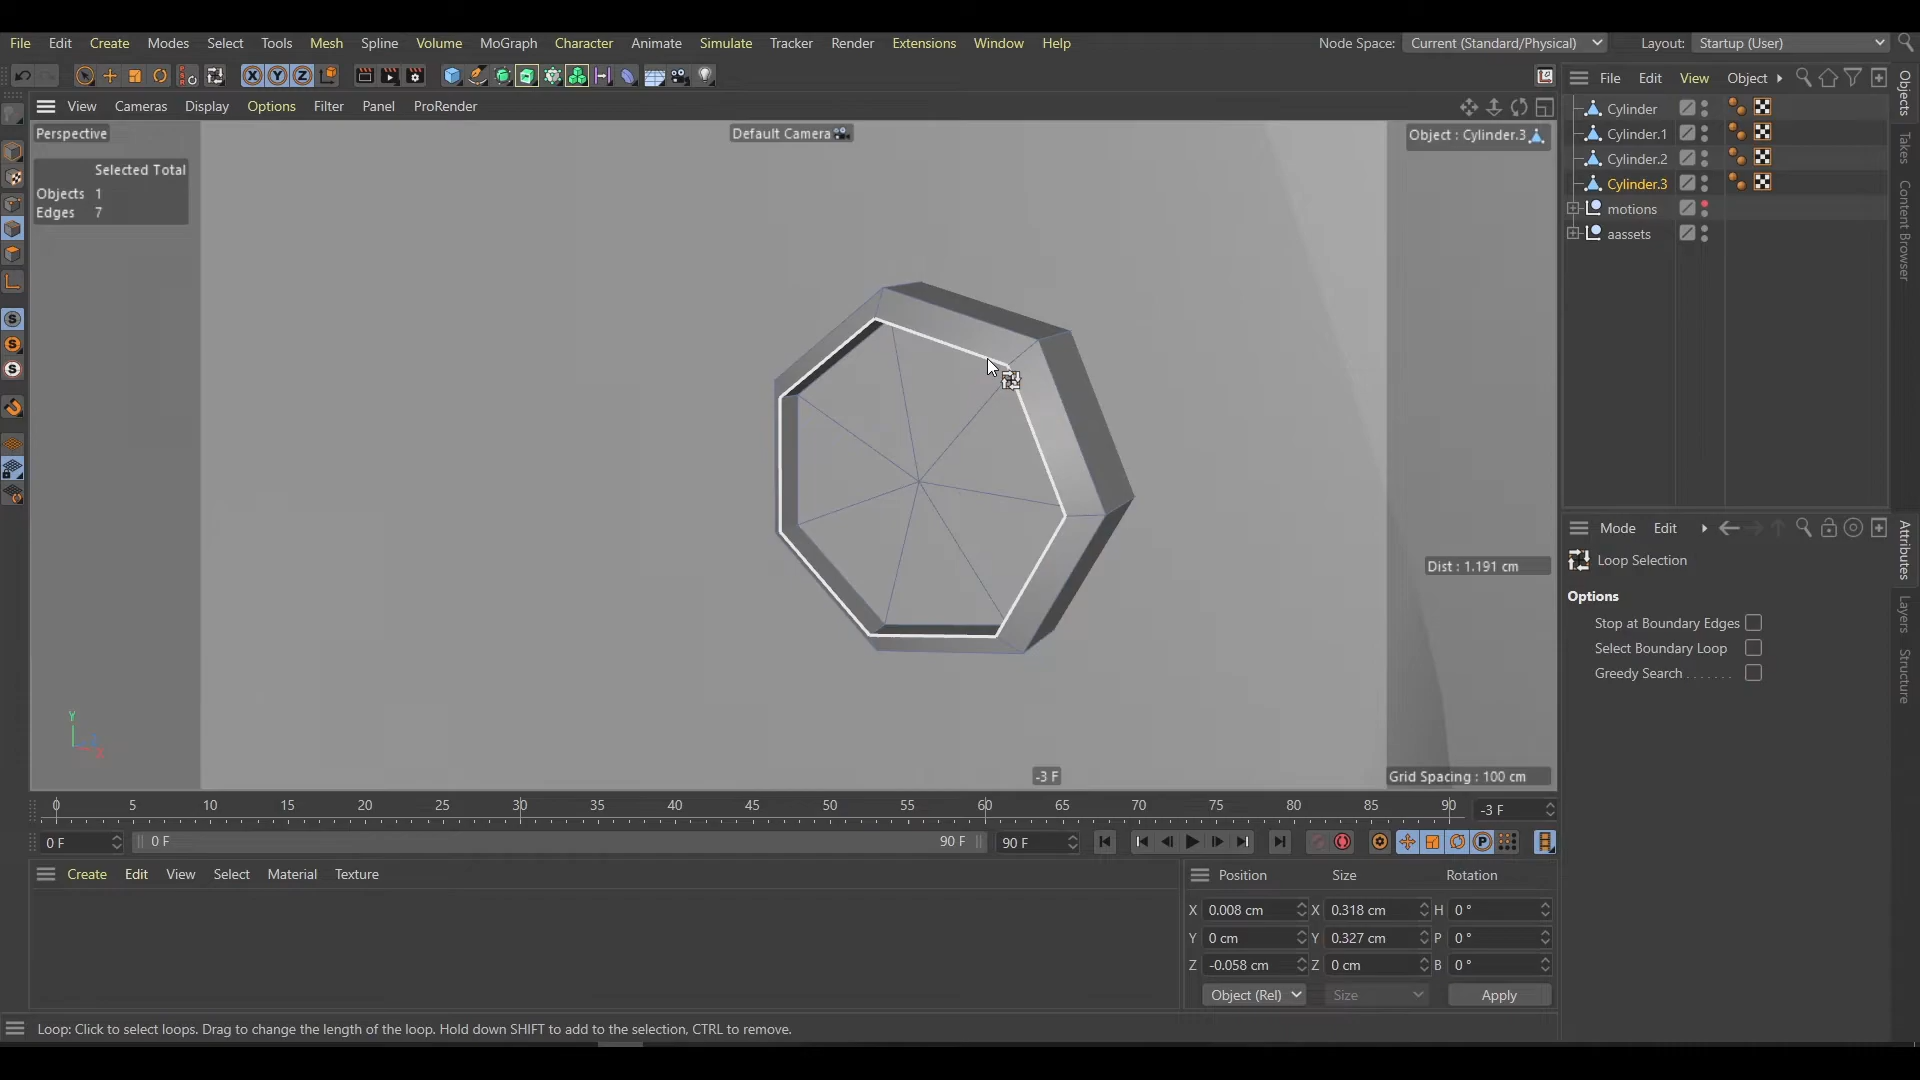 File Edit Create Modes Select Tools Mesh Spline Volume MoGraph Character Animate Simulate Tracker Render Extensions Window Help Node Space: Current (Standard/Physical) Layout: Startup (User)
X Y Z
File Edit View Object
View Cameras Display Options Filter Panel ProRender
Perspective Default Camera Object : Cylinder.3
Selected Total
Objects 1
Edges 7
Cylinder
Cylinder.1
Cylinder.2
Cylinder.3
motions
aassets
Objects
Takes
Content Browser
Mode Edit
Loop Selection
Options
Stop at Boundary Edges
Select Boundary Loop
Greedy Search . . . . . . .
Attributes
Layers
Structure
Dist : 1.191 cm
Y
-3 F
Grid Spacing : 100 cm
0 5 10 15 20 25 30 35 40 45 50 55 60 65 70 75 80 85 90 -3 F
0 F 0 F 90 F 90 F P
Create Edit View Select Material Texture
Position Size Rotation
X 0.008 cm X 0.318 cm H 0 °
Y 0 cm Y 0.327 cm P 0 °
Z -0.058 cm Z 0 cm B 0 °
Object (Rel) Size Apply
Loop: Click to select loops. Drag to change the length of the loop. Hold down SHIFT to add to the selection, CTRL to remove.